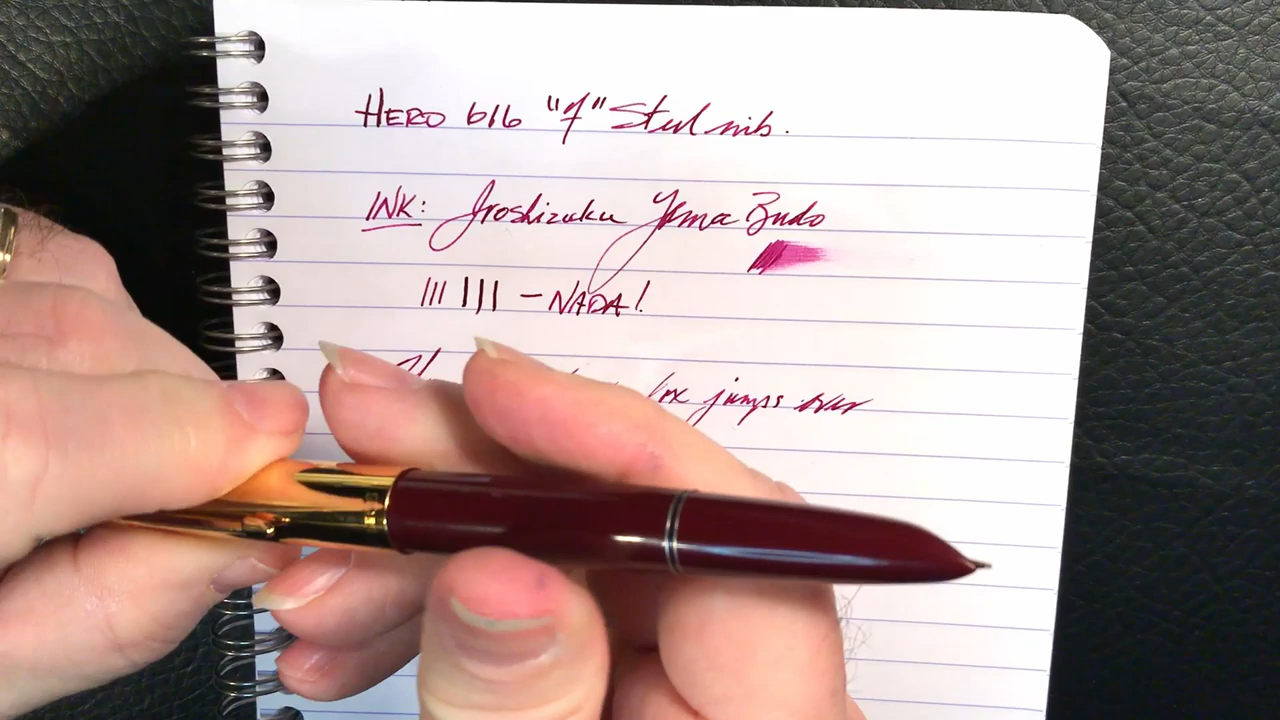 HERO 616 "F" Steel nib.
INK: Iroshizuku Yama Budo
||| ||| – NADA!
fox jumps over